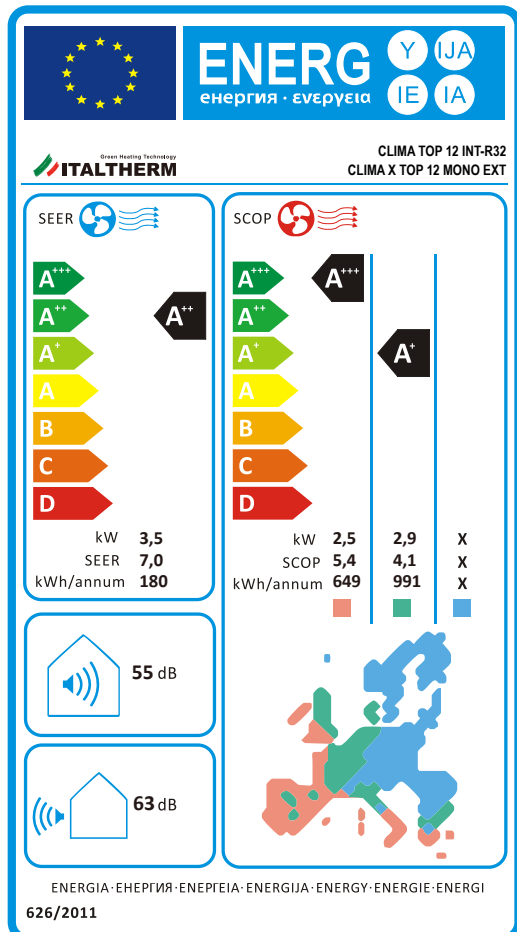 ENERG
енергия · ενεργεια
Y
IJA
IE
IA
Green Heating Technology
ITALTHERM
CLIMA TOP 12 INT-R32
CLIMA X TOP 12 MONO EXT
SEER
A+++
A++
A+
A
B
C
D
A++
kW 3,5
SEER 7,0
kWh/annum 180
SCOP
A+++
A++
A+
A
B
C
D
A+++
A+
kW 2,5 2,9 X
SCOP 5,4 4,1 X
kWh/annum 649 991 X
55 dB
63 dB
ENERGIA·ЕНЕРГИЯ·ΕΝΕΡΓΕΙΑ·ENERGIJA·ENERGY·ENERGIE·ENERGI
626/2011